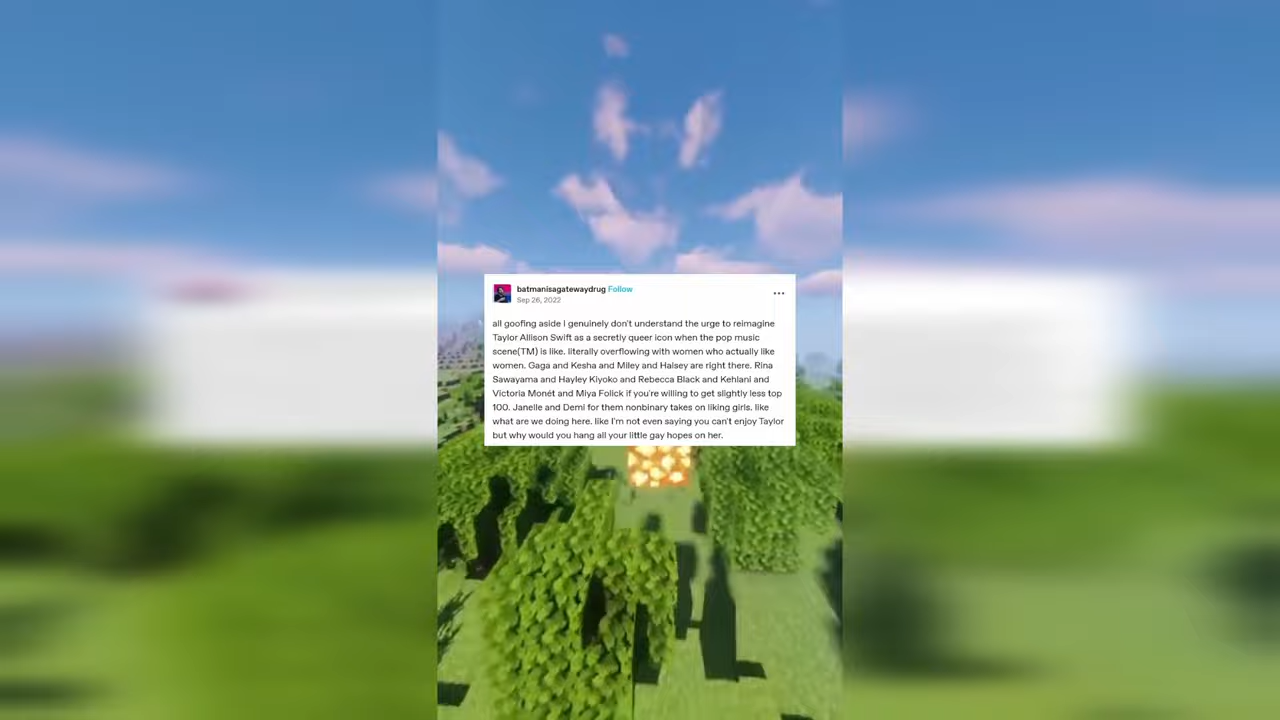 batmanisagatewaydrug Follow
Sep 26, 2022
all goofing aside I genuinely don't understand the urge to reimagine
Taylor Allison Swift as a secretly queer icon when the pop music
scene(TM) is like. literally overflowing with women who actually like
women. Gaga and Kesha and Miley and Halsey are right there. Rina
Sawayama and Hayley Kiyoko and Rebecca Black and Kehlani and
Victoria Monét and Miya Folick if you're willing to get slightly less top
100. Janelle and Demi for them nonbinary takes on liking girls. like
what are we doing here. like I'm not even saying you can't enjoy Taylor
but why would you hang all your little gay hopes on her.